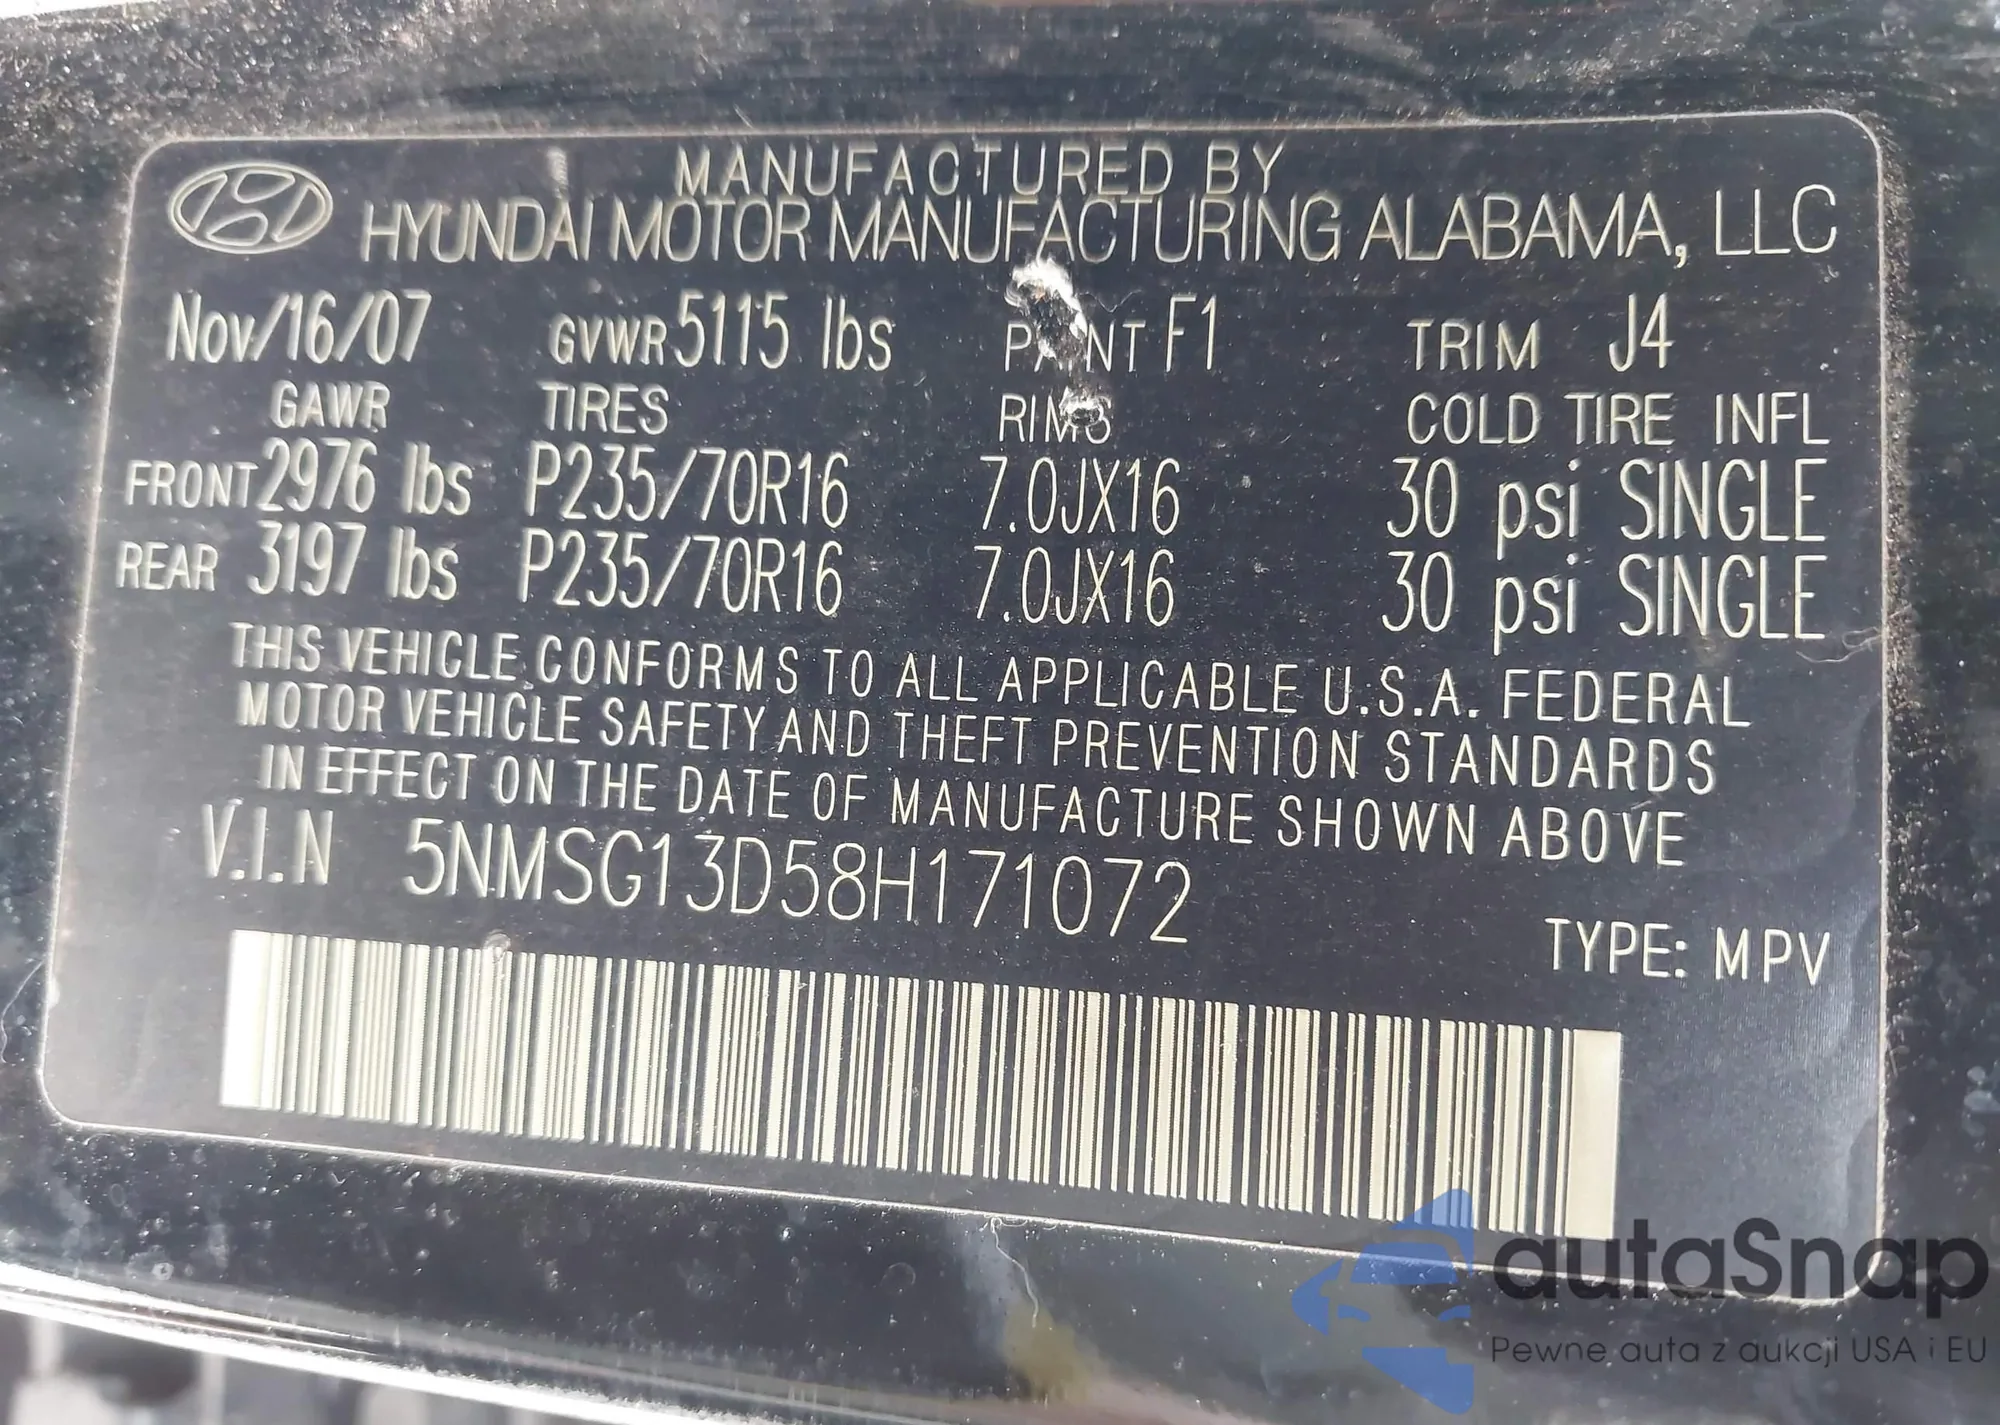 MANUFACTURED BY
HYUNDAI MOTOR MANUFACTURING ALABAMA, LLC
Nov/16/07 GVWR 5115 lbs PAINT F1 TRIM J4
GAWR TIRES RIMS COLD TIRE INFL
FRONT 2976 lbs P235/70R16 7.0JX16 30 psi SINGLE
REAR 3197 lbs P235/70R16 7.0JX16 30 psi SINGLE
THIS VEHICLE CONFORMS TO ALL APPLICABLE U.S.A. FEDERAL
MOTOR VEHICLE SAFETY AND THEFT PREVENTION STANDARDS
IN EFFECT ON THE DATE OF MANUFACTURE SHOWN ABOVE
V.I.N 5NMSG13D58H171072
TYPE: MPV
autaSnap
Pewne auta z aukcji USA i EU